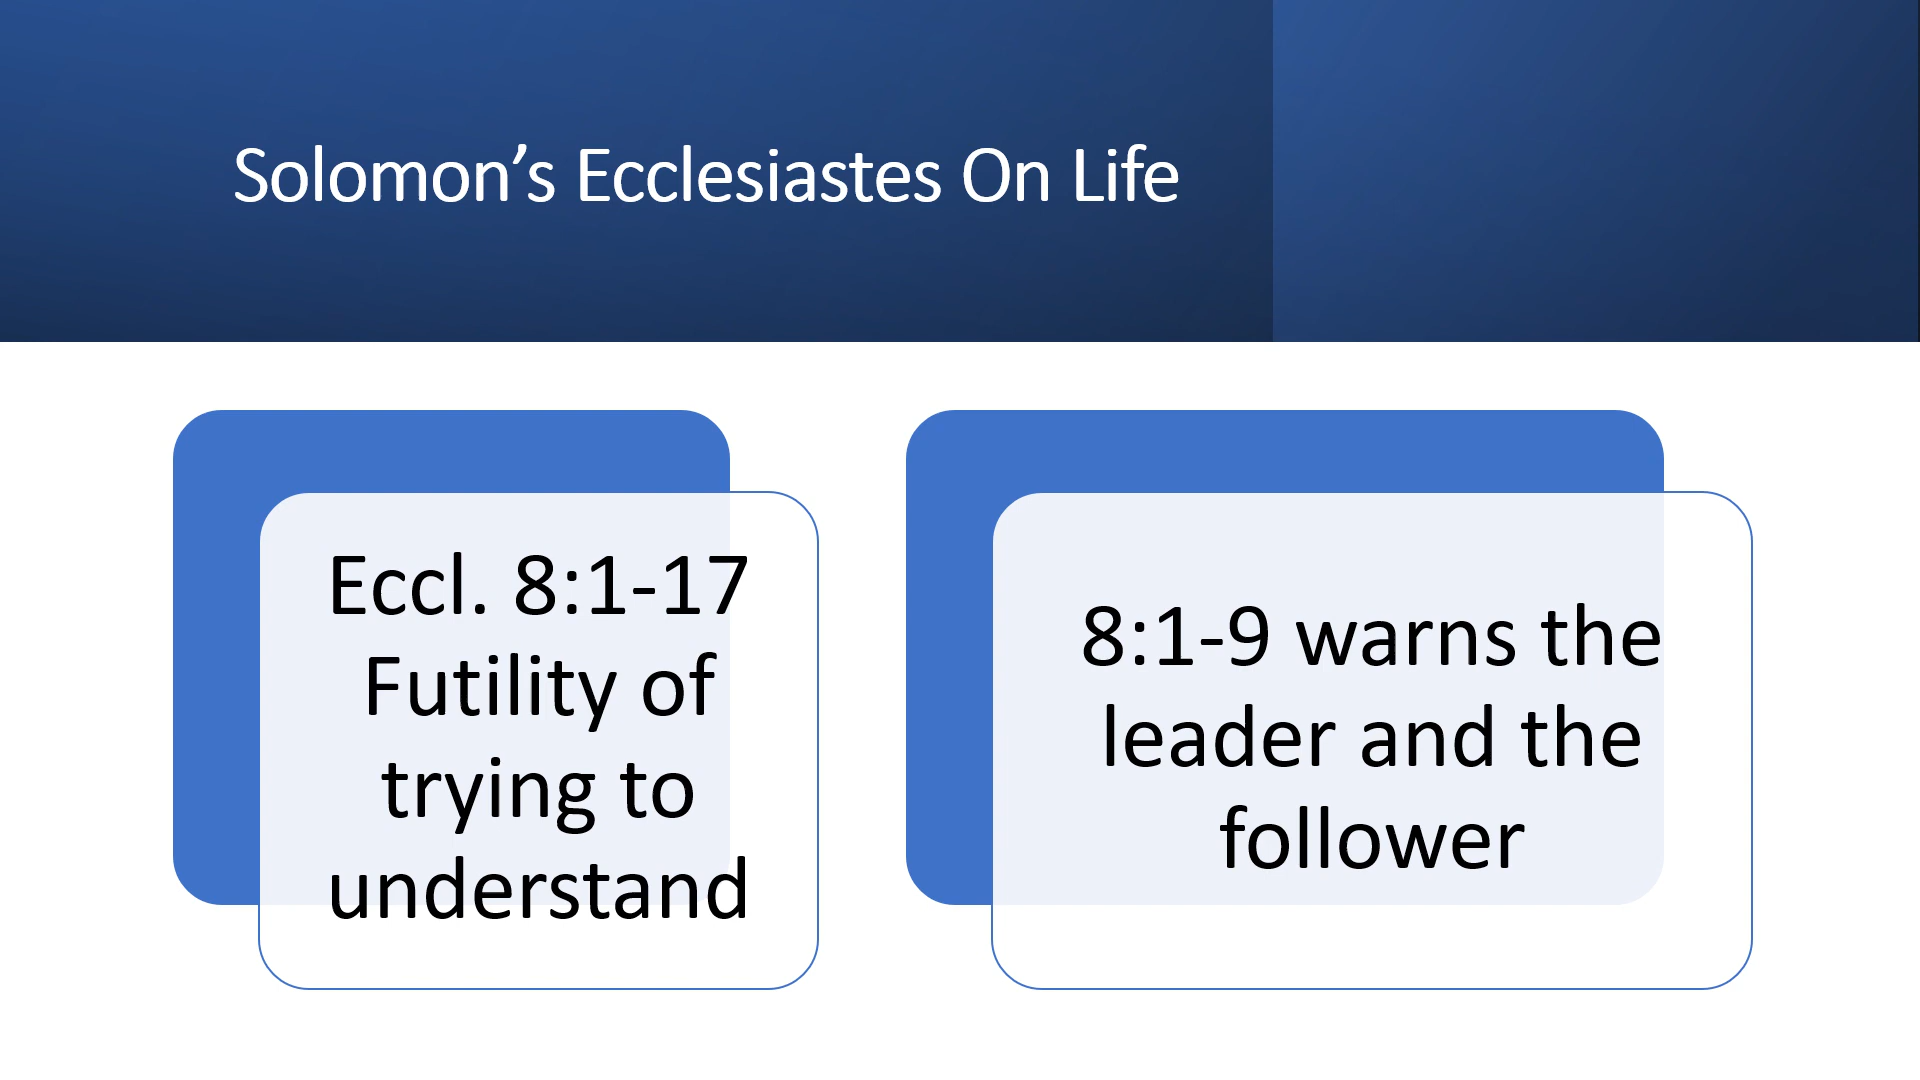 Solomon’s Ecclesiastes On Life
Eccl. 8:1-17
Futility of
trying to
understand
8:1-9 warns the
leader and the
follower